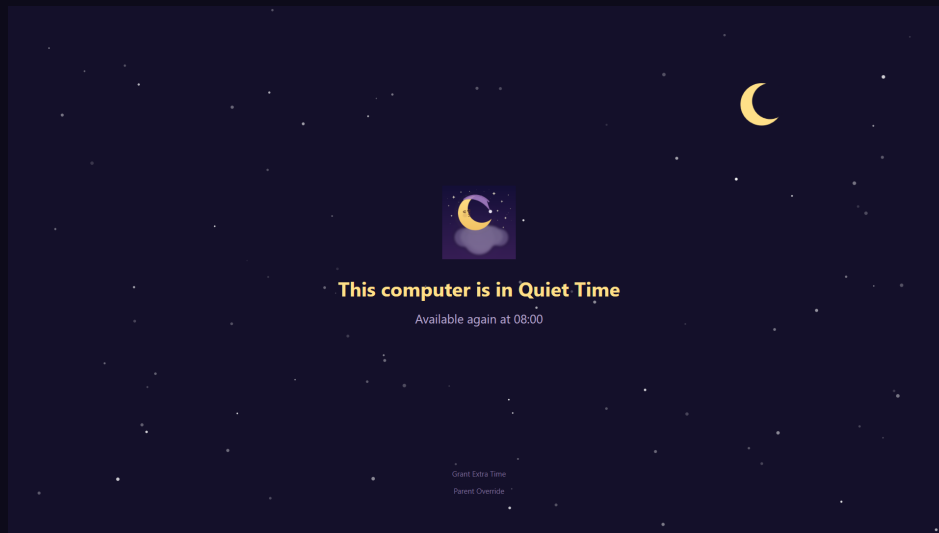 This computer is in Quiet Time
Available again at 08:00
Grant Extra Time
Parent Override